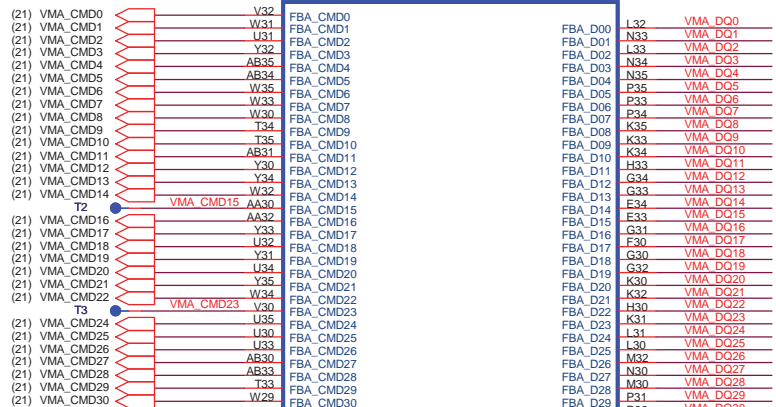 (21) VMA_CMD0 V32 FBA_CMD0
(21) VMA_CMD1 W31 FBA_CMD1 FBA_D00 L32 VMA_DQ0
(21) VMA_CMD2 U31 FBA_CMD2 FBA_D01 N33 VMA_DQ1
(21) VMA_CMD3 Y32 FBA_CMD3 FBA_D02 L33 VMA_DQ2
(21) VMA_CMD4 AB35 FBA_CMD4 FBA_D03 N34 VMA_DQ3
(21) VMA_CMD5 AB34 FBA_CMD5 FBA_D04 N35 VMA_DQ4
(21) VMA_CMD6 W35 FBA_CMD6 FBA_D05 P35 VMA_DQ5
(21) VMA_CMD7 W33 FBA_CMD7 FBA_D06 P33 VMA_DQ6
(21) VMA_CMD8 W30 FBA_CMD8 FBA_D07 P34 VMA_DQ7
(21) VMA_CMD9 T34 FBA_CMD9 FBA_D08 K35 VMA_DQ8
(21) VMA_CMD10 T35 FBA_CMD10 FBA_D09 K33 VMA_DQ9
(21) VMA_CMD11 AB31 FBA_CMD11 FBA_D10 K34 VMA_DQ10
(21) VMA_CMD12 Y30 FBA_CMD12 FBA_D11 H33 VMA_DQ11
(21) VMA_CMD13 Y34 FBA_CMD13 FBA_D12 G34 VMA_DQ12
(21) VMA_CMD14 W32 FBA_CMD14 FBA_D13 G33 VMA_DQ13
T2 VMA_CMD15 AA30 FBA_CMD15 FBA_D14 E34 VMA_DQ14
(21) VMA_CMD16 AA32 FBA_CMD16 FBA_D15 E33 VMA_DQ15
(21) VMA_CMD17 Y33 FBA_CMD17 FBA_D16 G31 VMA_DQ16
(21) VMA_CMD18 U32 FBA_CMD18 FBA_D17 F30 VMA_DQ17
(21) VMA_CMD19 Y31 FBA_CMD19 FBA_D18 G30 VMA_DQ18
(21) VMA_CMD20 U34 FBA_CMD20 FBA_D19 G32 VMA_DQ19
(21) VMA_CMD21 Y35 FBA_CMD21 FBA_D20 K30 VMA_DQ20
(21) VMA_CMD22 W34 FBA_CMD22 FBA_D21 K32 VMA_DQ21
T3 VMA_CMD23 V30 FBA_CMD23 FBA_D22 H30 VMA_DQ22
(21) VMA_CMD24 U35 FBA_CMD24 FBA_D23 K31 VMA_DQ23
(21) VMA_CMD25 U30 FBA_CMD25 FBA_D24 L31 VMA_DQ24
(21) VMA_CMD26 U33 FBA_CMD26 FBA_D25 L30 VMA_DQ25
(21) VMA_CMD27 AB30 FBA_CMD27 FBA_D26 M32 VMA_DQ26
(21) VMA_CMD28 AB33 FBA_CMD28 FBA_D27 N30 VMA_DQ27
(21) VMA_CMD29 T33 FBA_CMD29 FBA_D28 M30 VMA_DQ28
(21) VMA_CMD30 W29 FBA_CMD30 FBA_D29 P31 VMA_DQ29